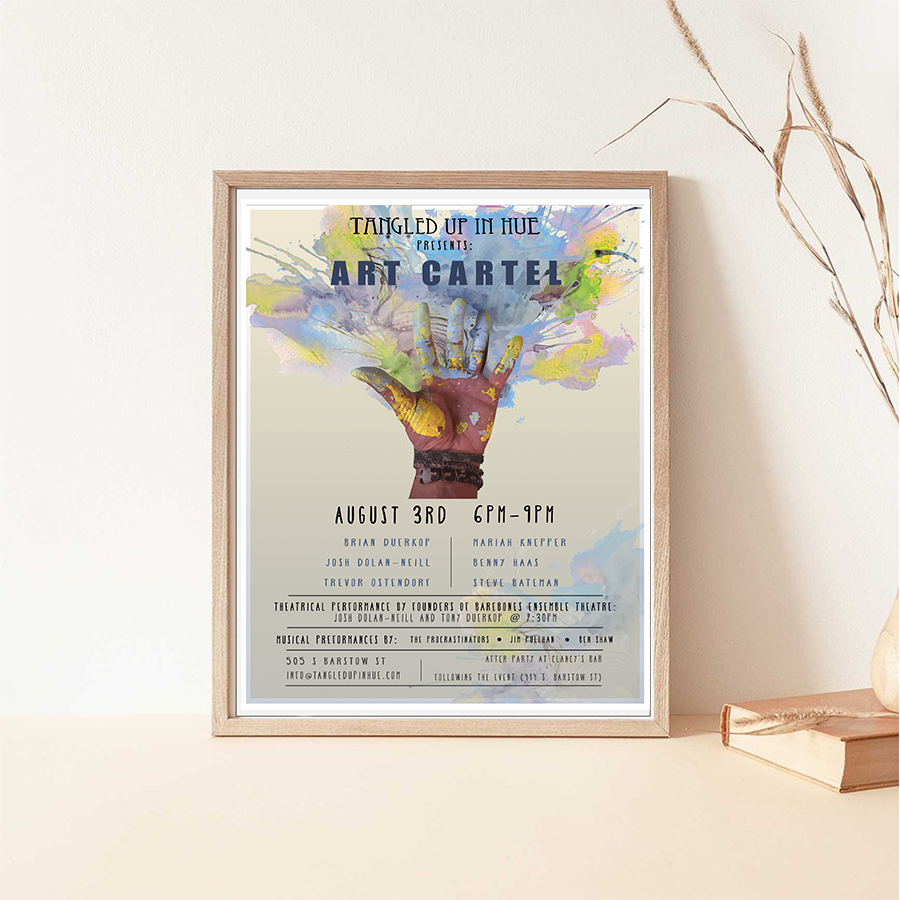 TANGLED UP IN HUE
PRESENTS:
ART CARTEL
AUGUST 3RD 6PM-9PM
BRIAN DUERKOP
JOSH DOLAN-NEILL
TREVOR OSTENDORF
MARIAH KNEPPER
BENNY HAAS
STEVE BATEMAN
THEATRICAL PERFORMANCE BY FOUNDERS OF BAREBONES ENSEMBLE THEATRE:
JOSH DOLAN-NEILL AND TONY DUERKOP @ 7:30PM
MUSICAL PREFORMANCES BY: THE PROCRASTINATORS • JIM • BEN SHAW
505 S BARSTOW ST
INFO@TANGLEDUPINHUE.COM
AFTER PARTY AT CLANCY'S BAR
FOLLOWING THE EVENT ( S. BARSTOW ST)